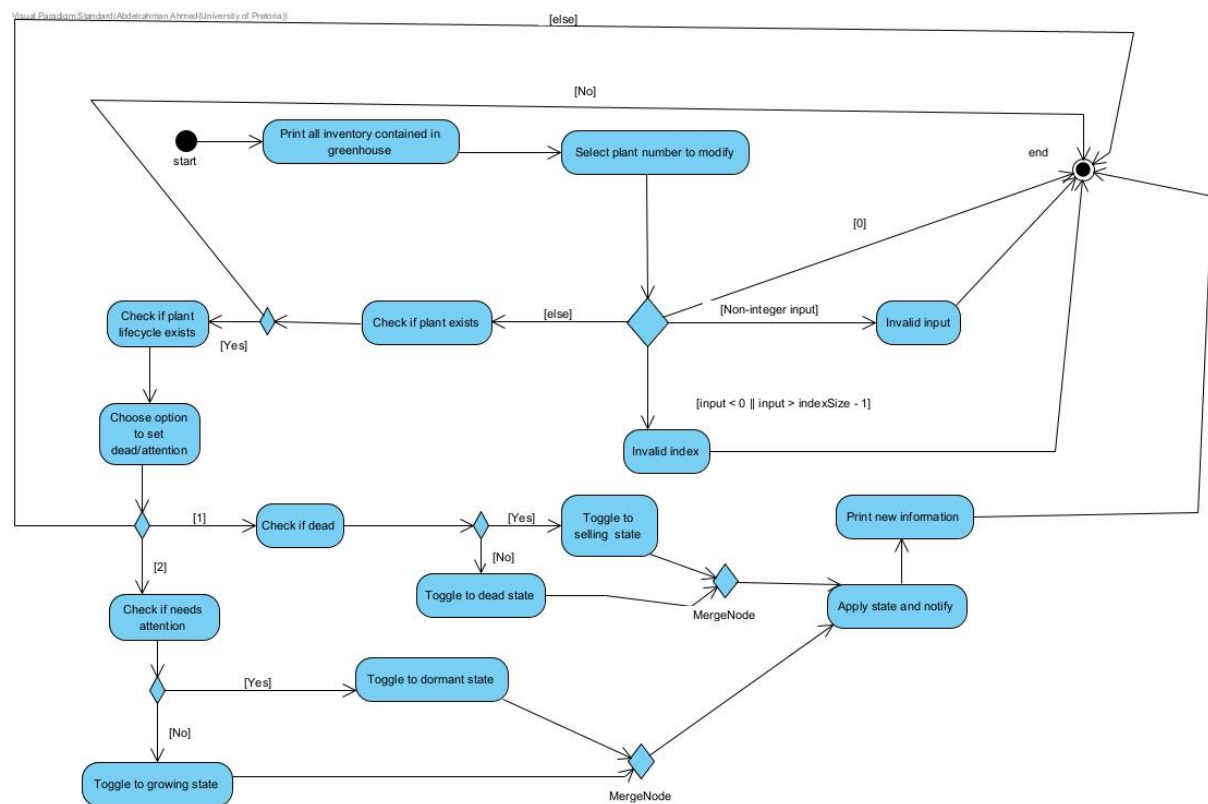 Visual Paradigm Standard(Abdelrahman Ahmed(University of Pretoria))
[else]
[No]
start
Print all inventory contained in
greenhouse
Select plant number to modify
end
[0]
Check if plant
lifecycle exists
[Yes]
Check if plant exists
[else]
[Non-integer input]
Invalid input
Choose option
to set
dead/attention
[input < 0 || input > indexSize - 1]
Invalid index
[1]
Check if dead
[Yes]
Toggle to
selling state
Print new information
[2]
[No]
Toggle to dead state
MergeNode
Apply state and notify
Check if needs
attention
[Yes]
Toggle to dormant state
[No]
Toggle to growing state
MergeNode